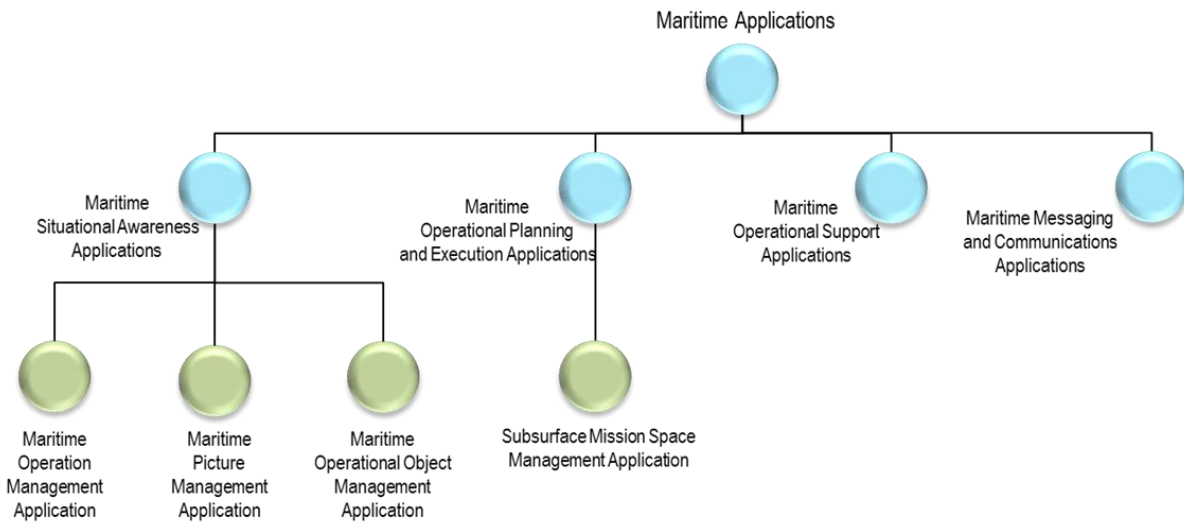 Maritime Applications
Maritime
Situational Awareness
Applications
Maritime
Operational Planning
and Execution Applications
Maritime
Operational Support
Applications
Maritime Messaging
and Communications
Applications
Maritime
Operation
Management
Application
Maritime
Picture
Management
Application
Maritime
Operational Object
Management
Application
Subsurface Mission Space
Management Application